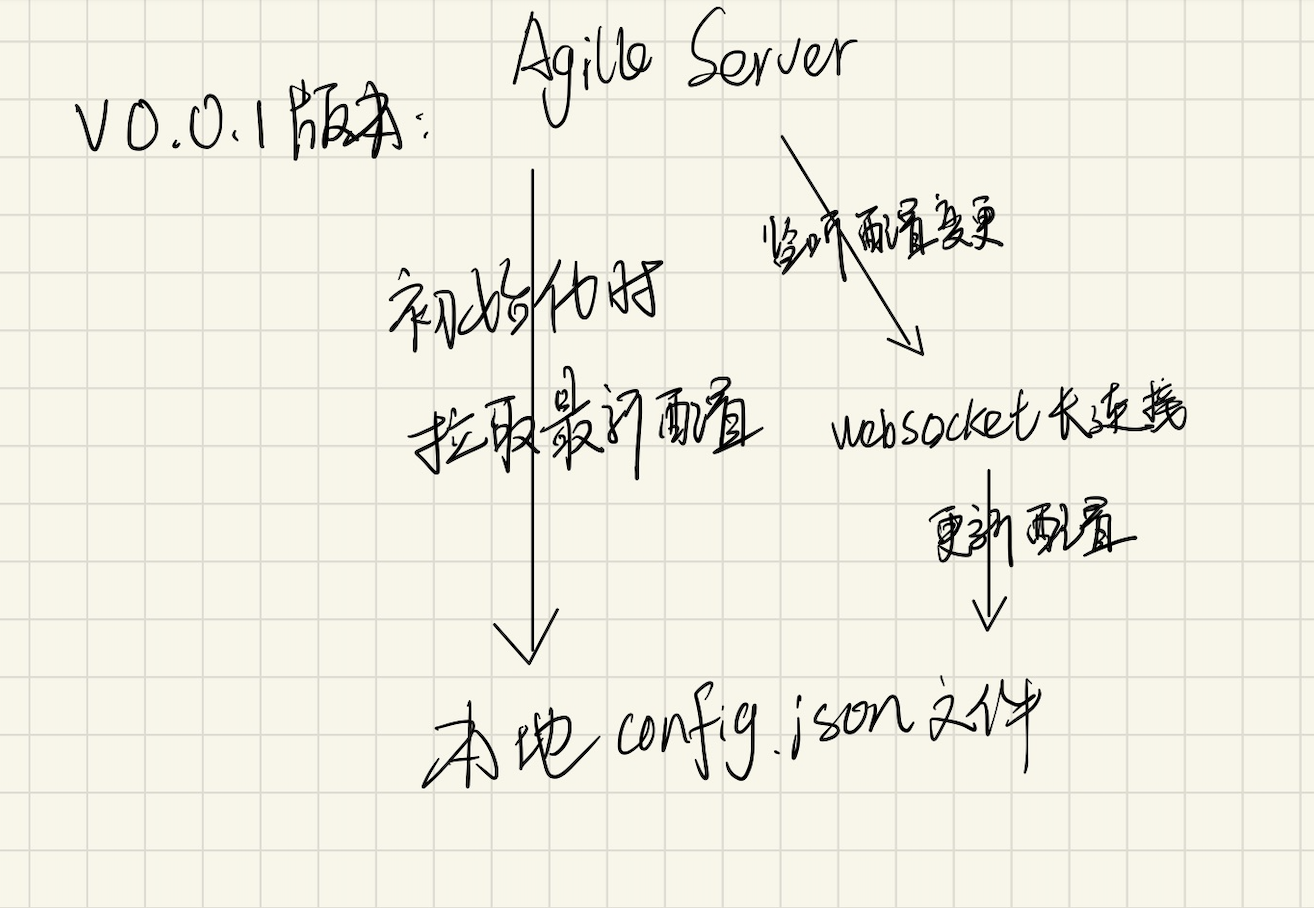 Agille Server
V0.0.1版本:
监听配置变更
初始化时
拉取最新配置
websocket长连接
更新配置
本地config.json文件